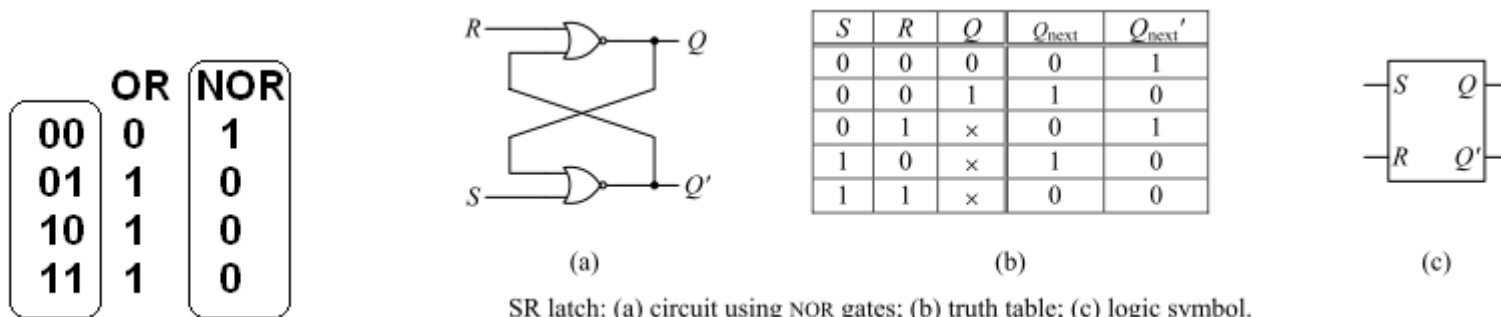 OR NOR
00 0 1
01 1 0
10 1 0
11 1 0
R Q
S Q'
(a)
S R Q Qnext Qnext'
0 0 0 0 1
0 0 1 1 0
0 1 × 0 1
1 0 × 1 0
1 1 × 0 0
(b)
S Q
R Q'
(c)
SR latch: (a) circuit using NOR gates; (b) truth table; (c) logic symbol.